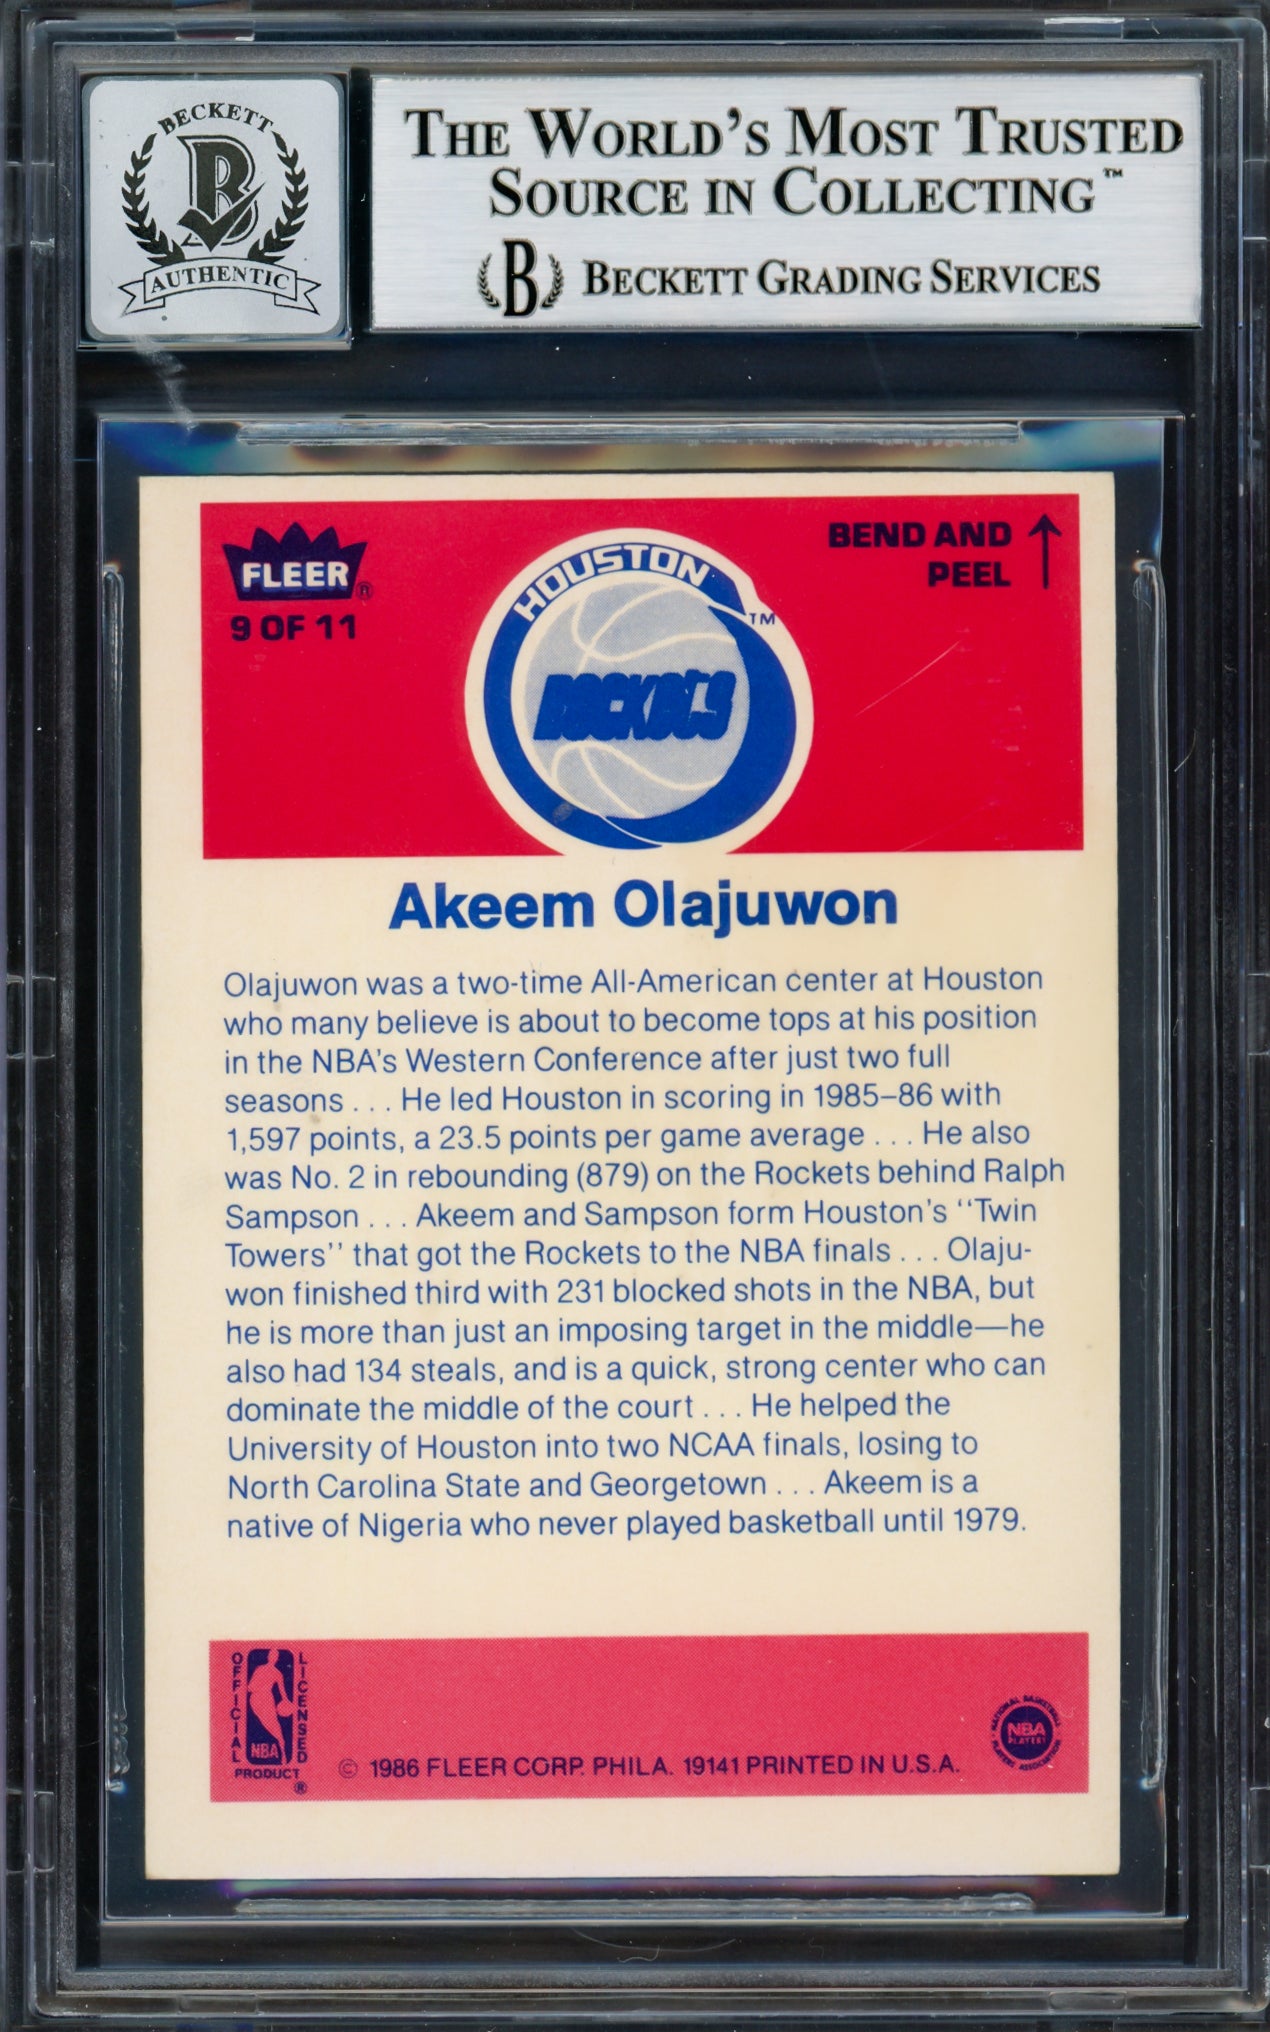 BECKETT
B
AUTHENTIC
THE WORLD'S MOST TRUSTED
SOURCE IN COLLECTING™
B BECKETT GRADING SERVICES
FLEER®
9 OF 11
HOUSTON
ROCKETS
TM
BEND AND
PEEL
Akeem Olajuwon
Olajuwon was a two-time All-American center at Houston
who many believe is about to become tops at his position
in the NBA's Western Conference after just two full
seasons . . . He led Houston in scoring in 1985–86 with
1,597 points, a 23.5 points per game average . . . He also
was No. 2 in rebounding (879) on the Rockets behind Ralph
Sampson . . . Akeem and Sampson form Houston's ''Twin
Towers'' that got the Rockets to the NBA finals . . . Olaju-
won finished third with 231 blocked shots in the NBA, but
he is more than just an imposing target in the middle—he
also had 134 steals, and is a quick, strong center who can
dominate the middle of the court . . . He helped the
University of Houston into two NCAA finals, losing to
North Carolina State and Georgetown . . . Akeem is a
native of Nigeria who never played basketball until 1979.
OFFICIAL
NBA
LICENSED
PRODUCT
®
© 1986 FLEER CORP. PHILA. 19141 PRINTED IN U.S.A.
NATIONAL BASKETBALL
NBA
PLAYERS
PLAYERS ASSOCIATION